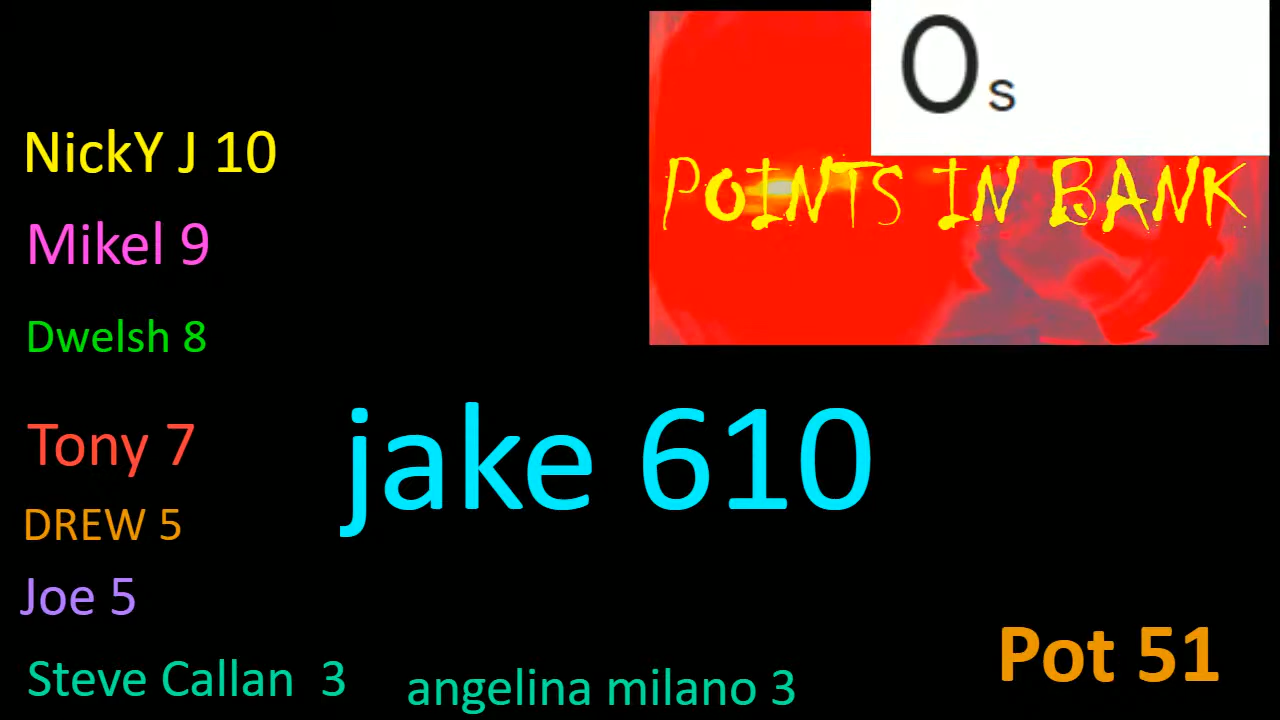 0s
POINTS IN BANK
NickY J 10
Mikel 9
Dwelsh 8
Tony 7
jake 610
DREW 5
Joe 5
Steve Callan  3
angelina milano 3
Pot 51